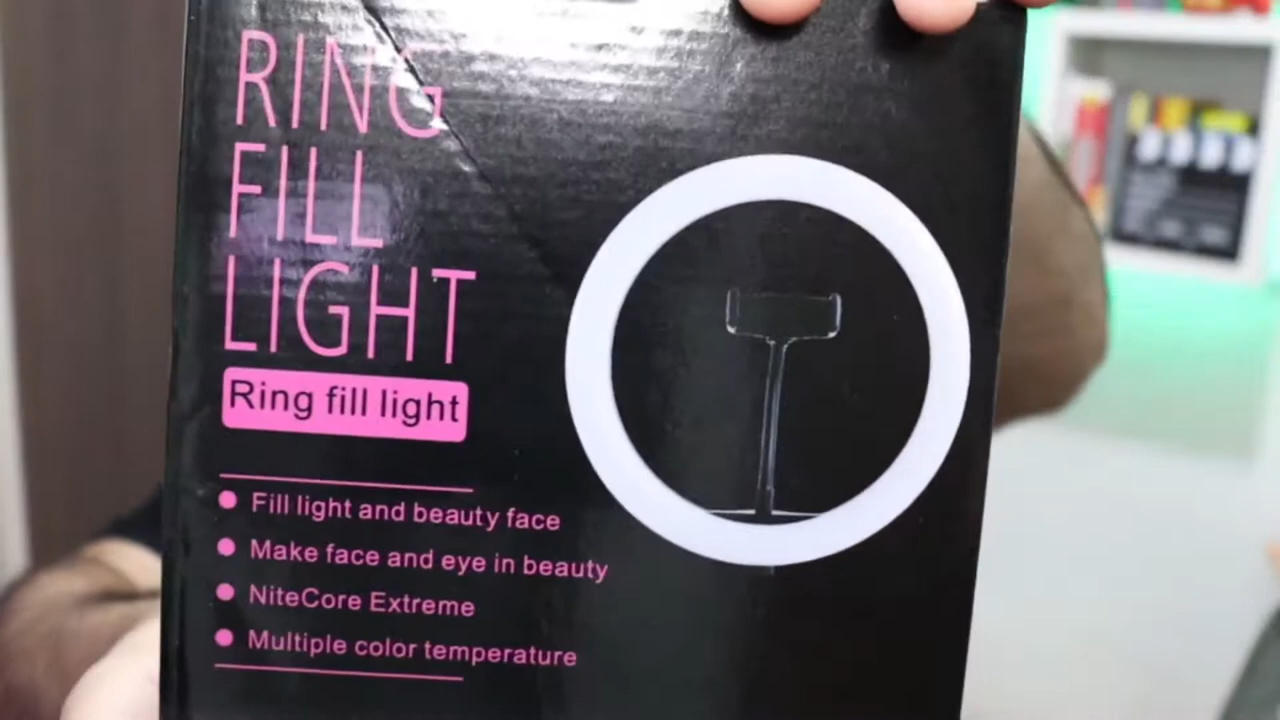 RING
FILL
LIGHT
Ring fill light
Fill light and beauty face
Make face and eye in beauty
NiteCore Extreme
Multiple color temperature